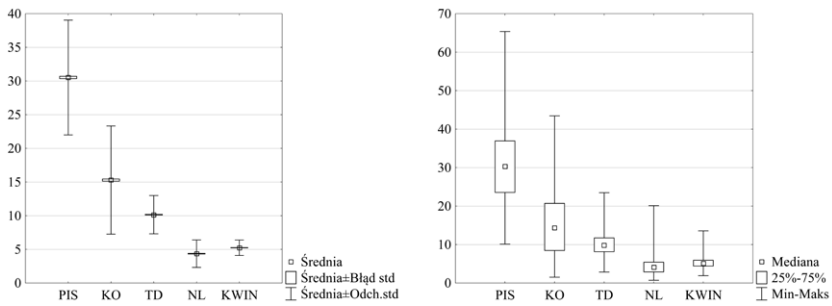 40
35
30
25
20
15
10
5
0
PIS KO TD NL KWIN
Średnia
Średnia±Błąd std
Średnia±Odch.std
70
60
50
40
30
20
10
0
PIS KO TD NL KWIN
Mediana
25%-75%
Min-Maks